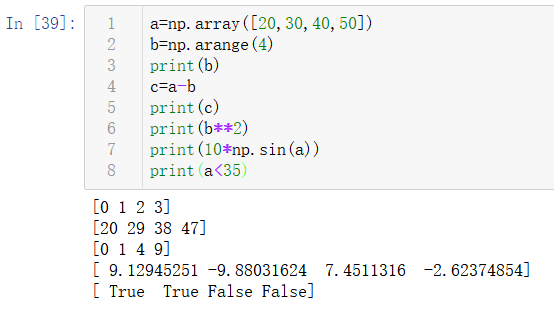 In [39]:
1 a=np.array([20,30,40,50])
2 b=np.arange(4)
3 print(b)
4 c=a-b
5 print(c)
6 print(b**2)
7 print(10*np.sin(a))
8 print(a<35)
[0 1 2 3]
[20 29 38 47]
[0 1 4 9]
[ 9.12945251 -9.88031624  7.4511316  -2.62374854]
[ True  True False False]